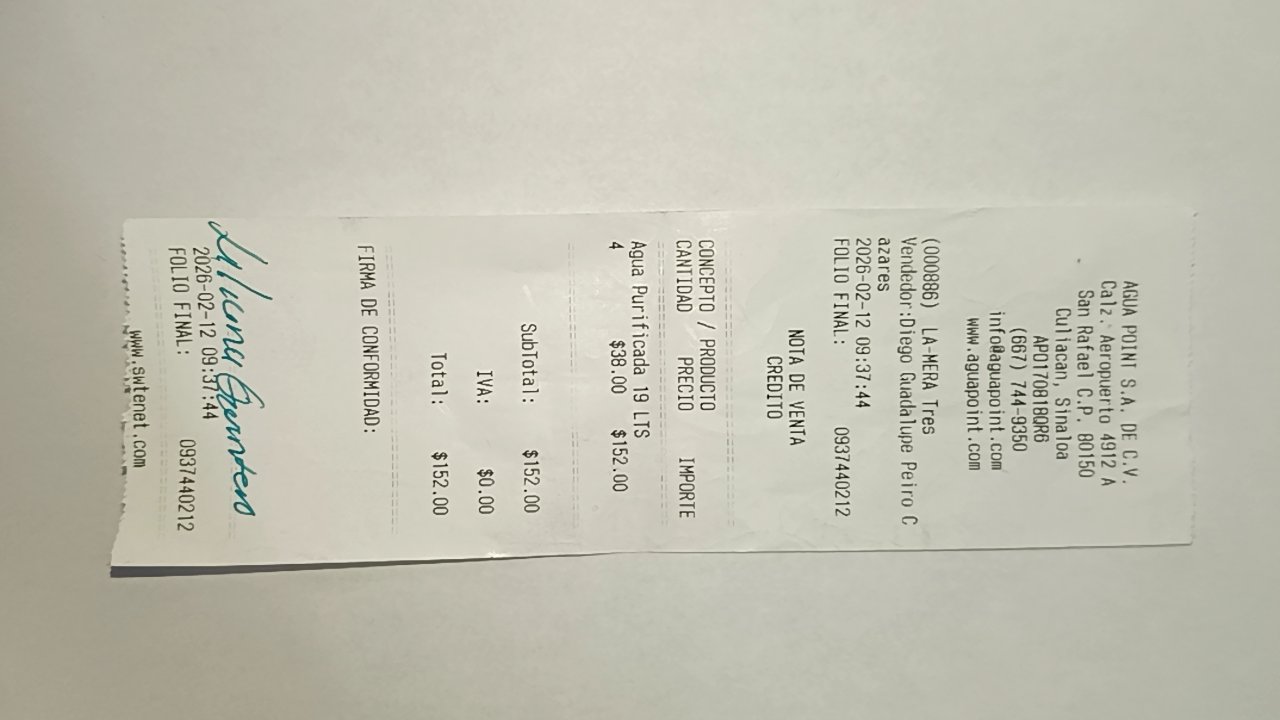 AGUA POINT S.A. DE C.V.
Calz. Aeropuerto 4912 A
San Rafael C.P. 80150
Culiacan, Sinaloa
APO170818QR6
(667) 744-9350
info@aguapoint.com
www.aguapoint.com
(000886) LA-MERA Tres
Vendedor:Diego Guadalupe Peiro C
azares
2026-02-12 09:37:44
FOLIO FINAL: 0937440212
NOTA DE VENTA
CREDITO
CONCEPTO / PRODUCTO
CANTIDAD PRECIO IMPORTE
Agua Purificada 19 LTS
4 $38.00 $152.00
SubTotal: $152.00
IVA: $0.00
Total: $152.00
FIRMA DE CONFORMIDAD:
2026-02-12 09:37:44
FOLIO FINAL: 0937440212
www.swtenet.com